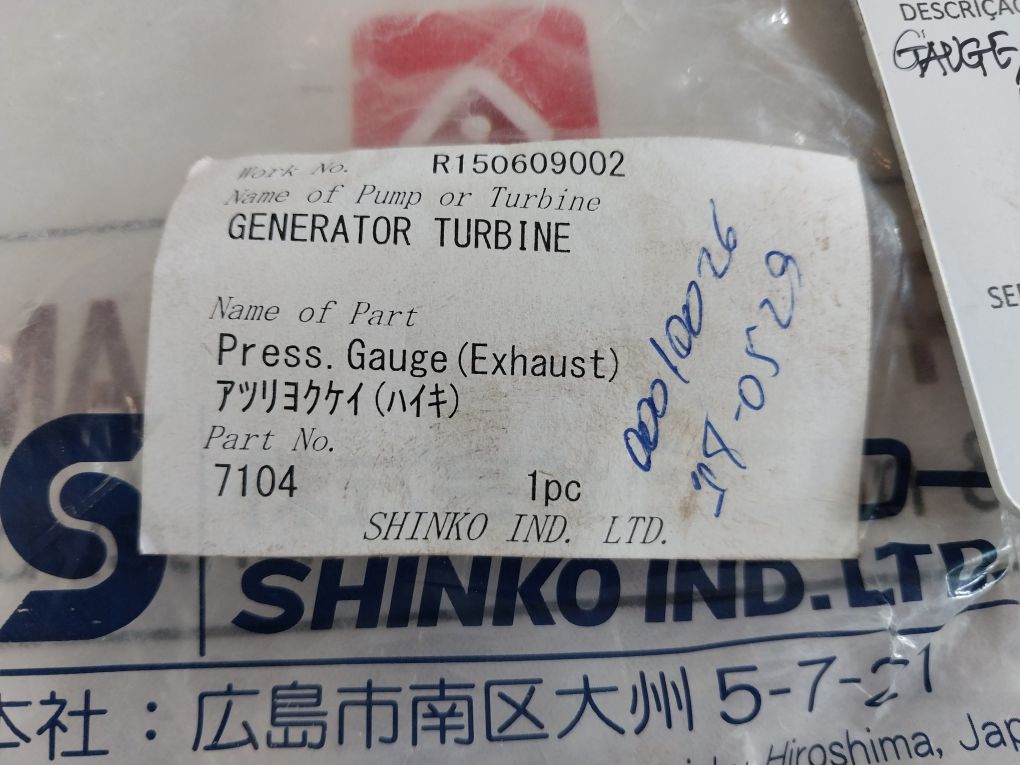 DESCRIÇÃO
GAUGE
Work No. R150609002
Name of Pump or Turbine
GENERATOR TURBINE
Name of Part
Press.Gauge(Exhaust)
アツリヨクケイ(ハイキ)
Part No.
7104 1pc
SHINKO IND. LTD.
000100026
SHINKO IND. LTD
本社：広島市南区大州5-7-21
Hiroshima, Jap